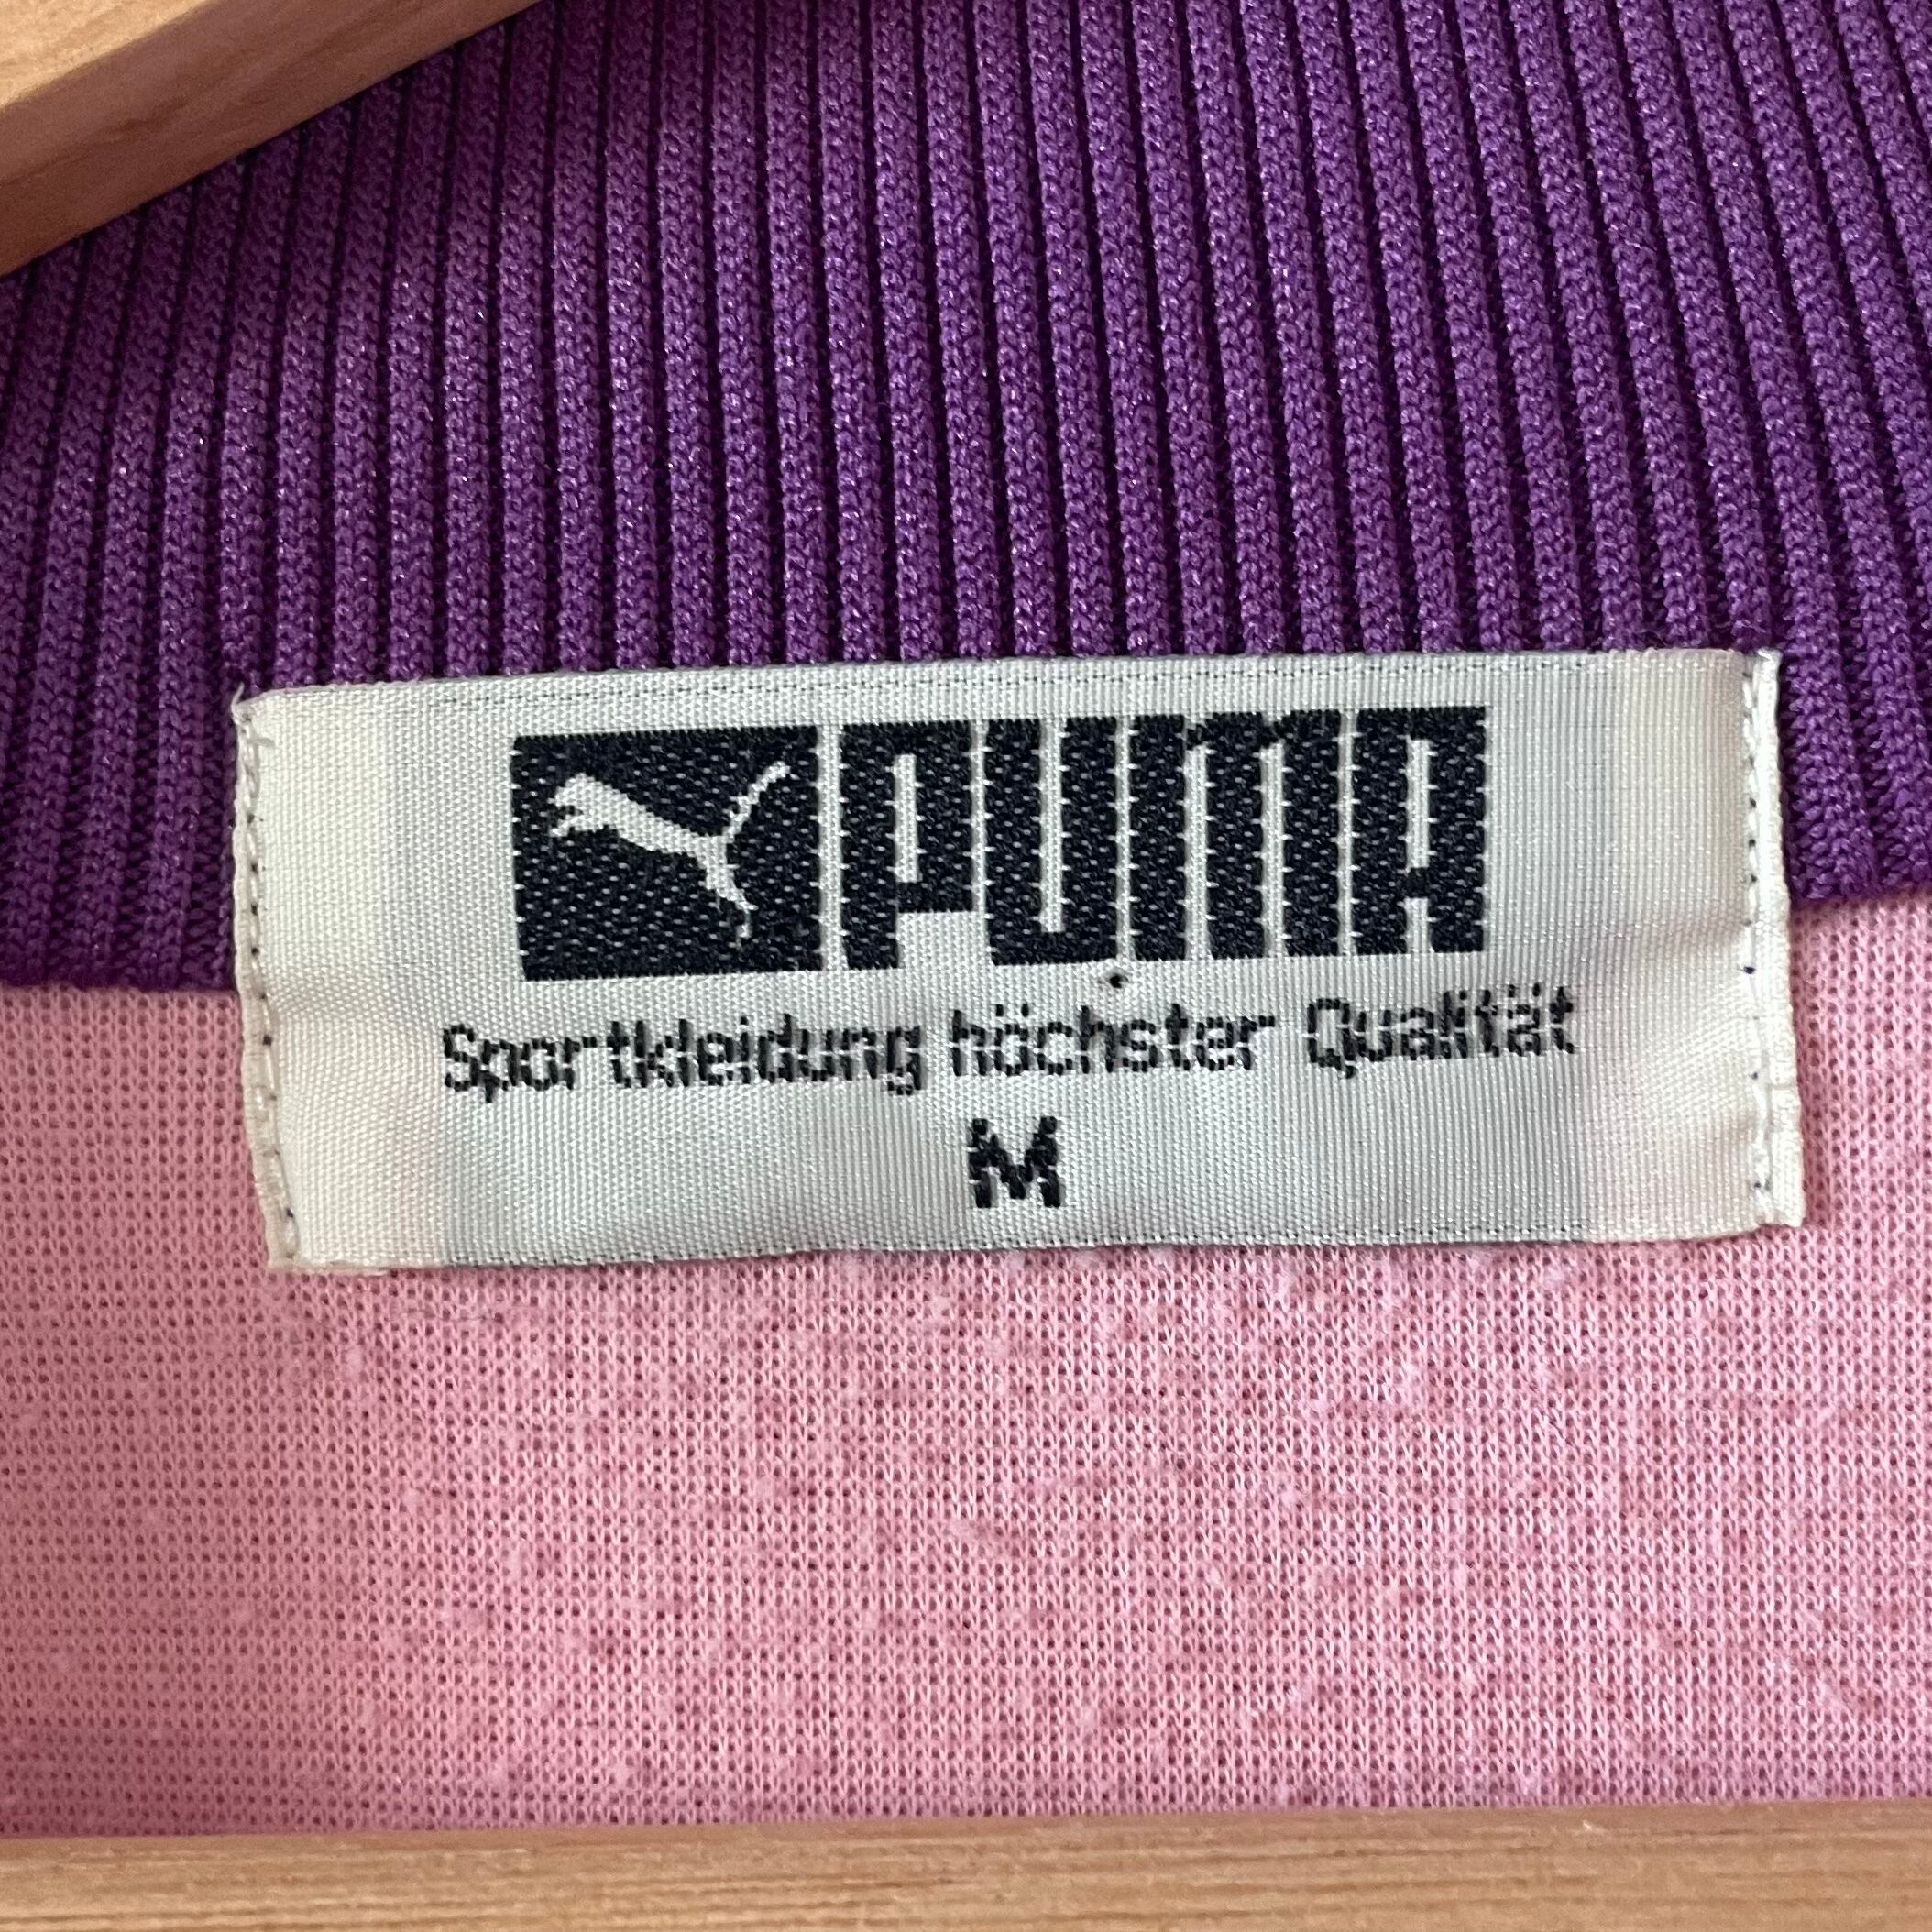 PUMA
Sportkleidung höchster Qualität
M